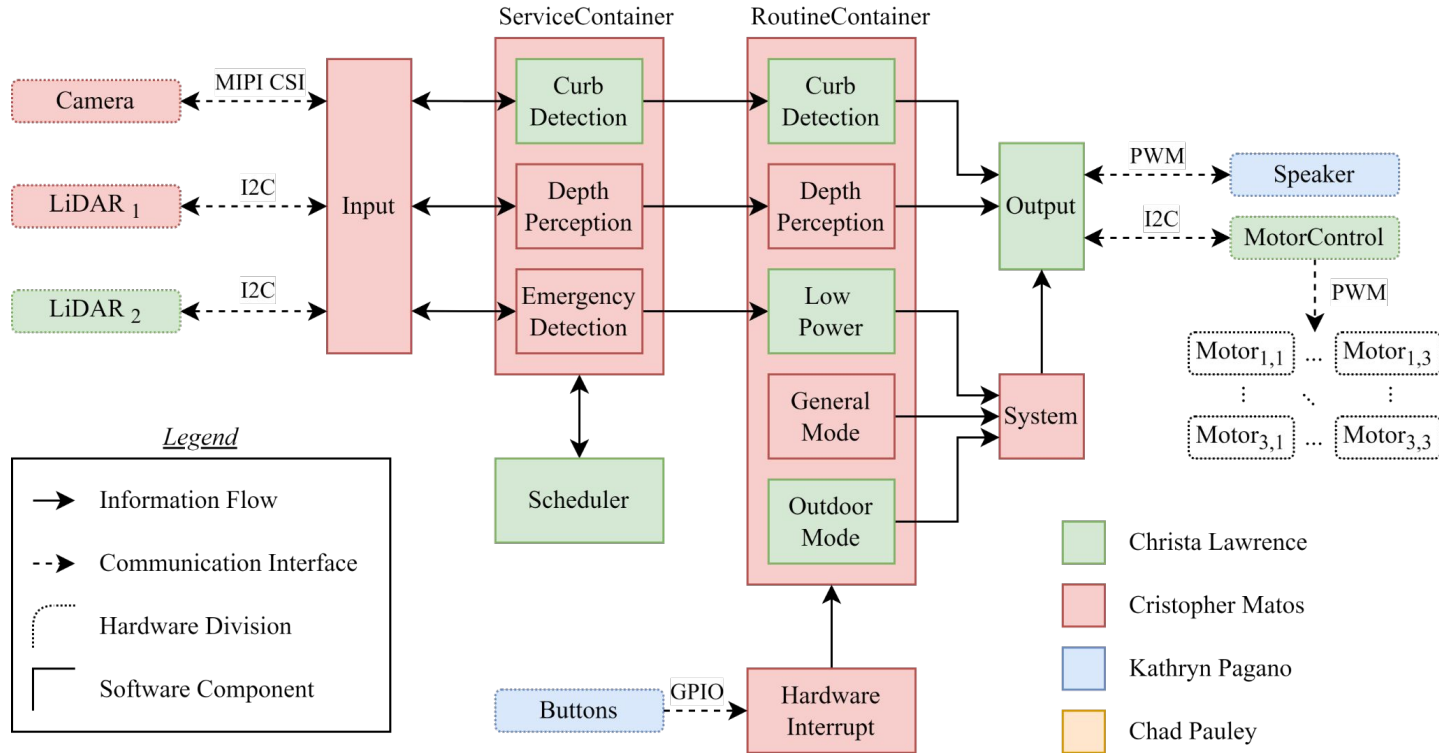 ServiceContainer
RoutineContainer
Camera
MIPI CSI
LiDAR 1
I2C
LiDAR 2
I2C
Input
Curb
Detection
Depth
Perception
Emergency
Detection
Scheduler
Curb
Detection
Depth
Perception
Low
Power
General
Mode
Outdoor
Mode
System
Output
PWM
Speaker
I2C
MotorControl
PWM
Motor1,1 ... Motor1,3
⋮ ⋱ ⋮
Motor3,1 ... Motor3,3
Buttons
GPIO
Hardware
Interrupt
Legend
Information Flow
Communication Interface
Hardware Division
Software Component
Christa Lawrence
Cristopher Matos
Kathryn Pagano
Chad Pauley